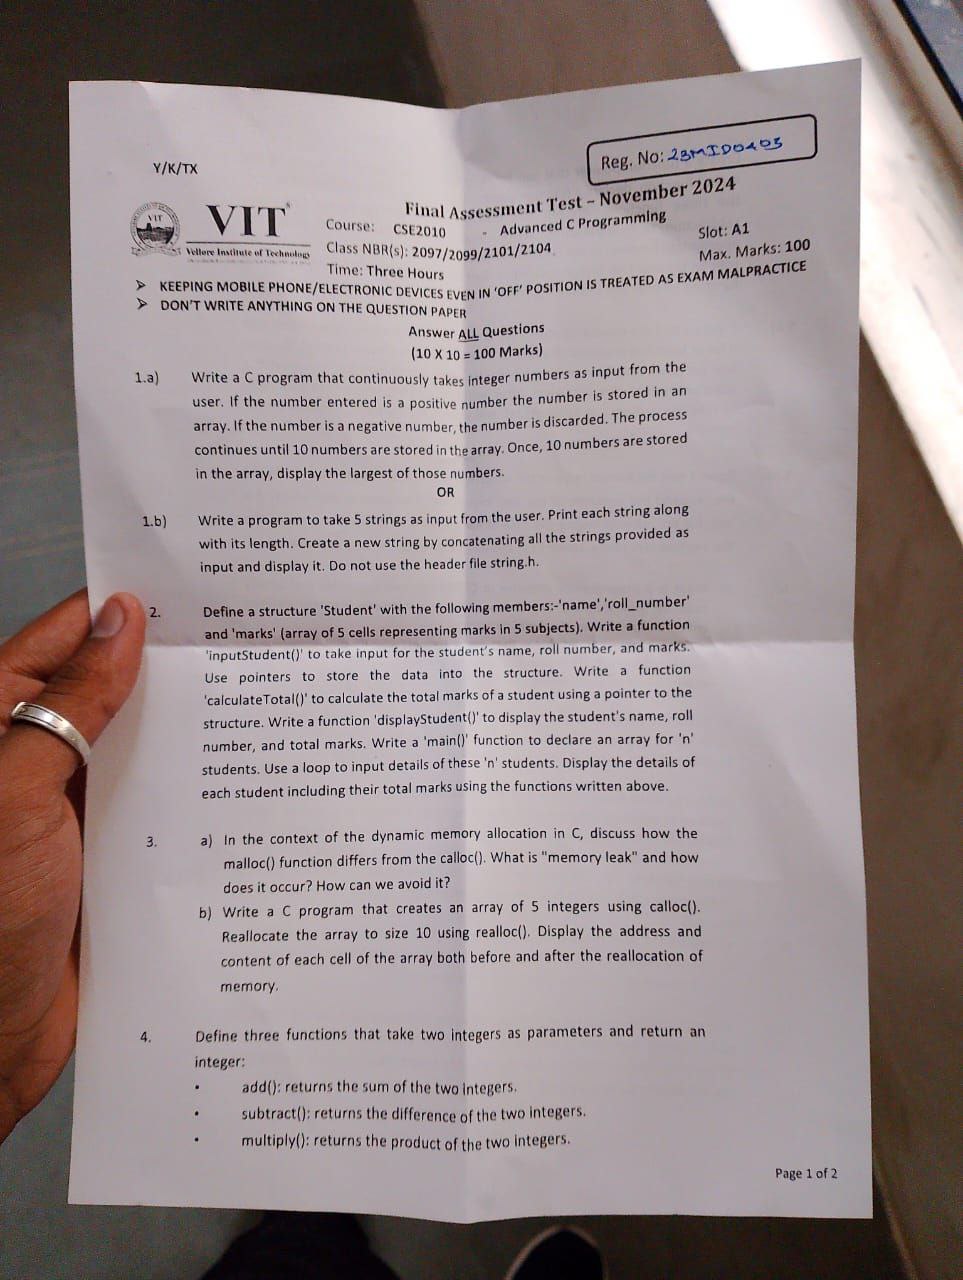 Y/K/TX
Reg. No: 23MID0403
VIT
VIT
Vellore Institute of Technology
Final Assessment Test – November 2024
Course: CSE2010 - Advanced C Programming
Class NBR(s): 2097/2099/2101/2104
Slot: A1
Time: Three Hours
Max. Marks: 100
➢ KEEPING MOBILE PHONE/ELECTRONIC DEVICES EVEN IN ‘OFF’ POSITION IS TREATED AS EXAM MALPRACTICE
➢ DON’T WRITE ANYTHING ON THE QUESTION PAPER
Answer ALL Questions
(10 X 10 = 100 Marks)
1.a) Write a C program that continuously takes integer numbers as input from the
user. If the number entered is a positive number the number is stored in an
array. If the number is a negative number, the number is discarded. The process
continues until 10 numbers are stored in the array. Once, 10 numbers are stored
in the array, display the largest of those numbers.
OR
1.b) Write a program to take 5 strings as input from the user. Print each string along
with its length. Create a new string by concatenating all the strings provided as
input and display it. Do not use the header file string.h.
2. Define a structure 'Student' with the following members:-'name','roll_number'
and 'marks' (array of 5 cells representing marks in 5 subjects). Write a function
'inputStudent()' to take input for the student's name, roll number, and marks.
Use pointers to store the data into the structure. Write a function
'calculateTotal()' to calculate the total marks of a student using a pointer to the
structure. Write a function 'displayStudent()' to display the student's name, roll
number, and total marks. Write a 'main()' function to declare an array for 'n'
students. Use a loop to input details of these 'n' students. Display the details of
each student including their total marks using the functions written above.
3. a) In the context of the dynamic memory allocation in C, discuss how the
malloc() function differs from the calloc(). What is "memory leak" and how
does it occur? How can we avoid it?
b) Write a C program that creates an array of 5 integers using calloc().
Reallocate the array to size 10 using realloc(). Display the address and
content of each cell of the array both before and after the reallocation of
memory.
4. Define three functions that take two integers as parameters and return an
integer:
• add(): returns the sum of the two integers.
• subtract(): returns the difference of the two integers.
• multiply(): returns the product of the two integers.
Page 1 of 2